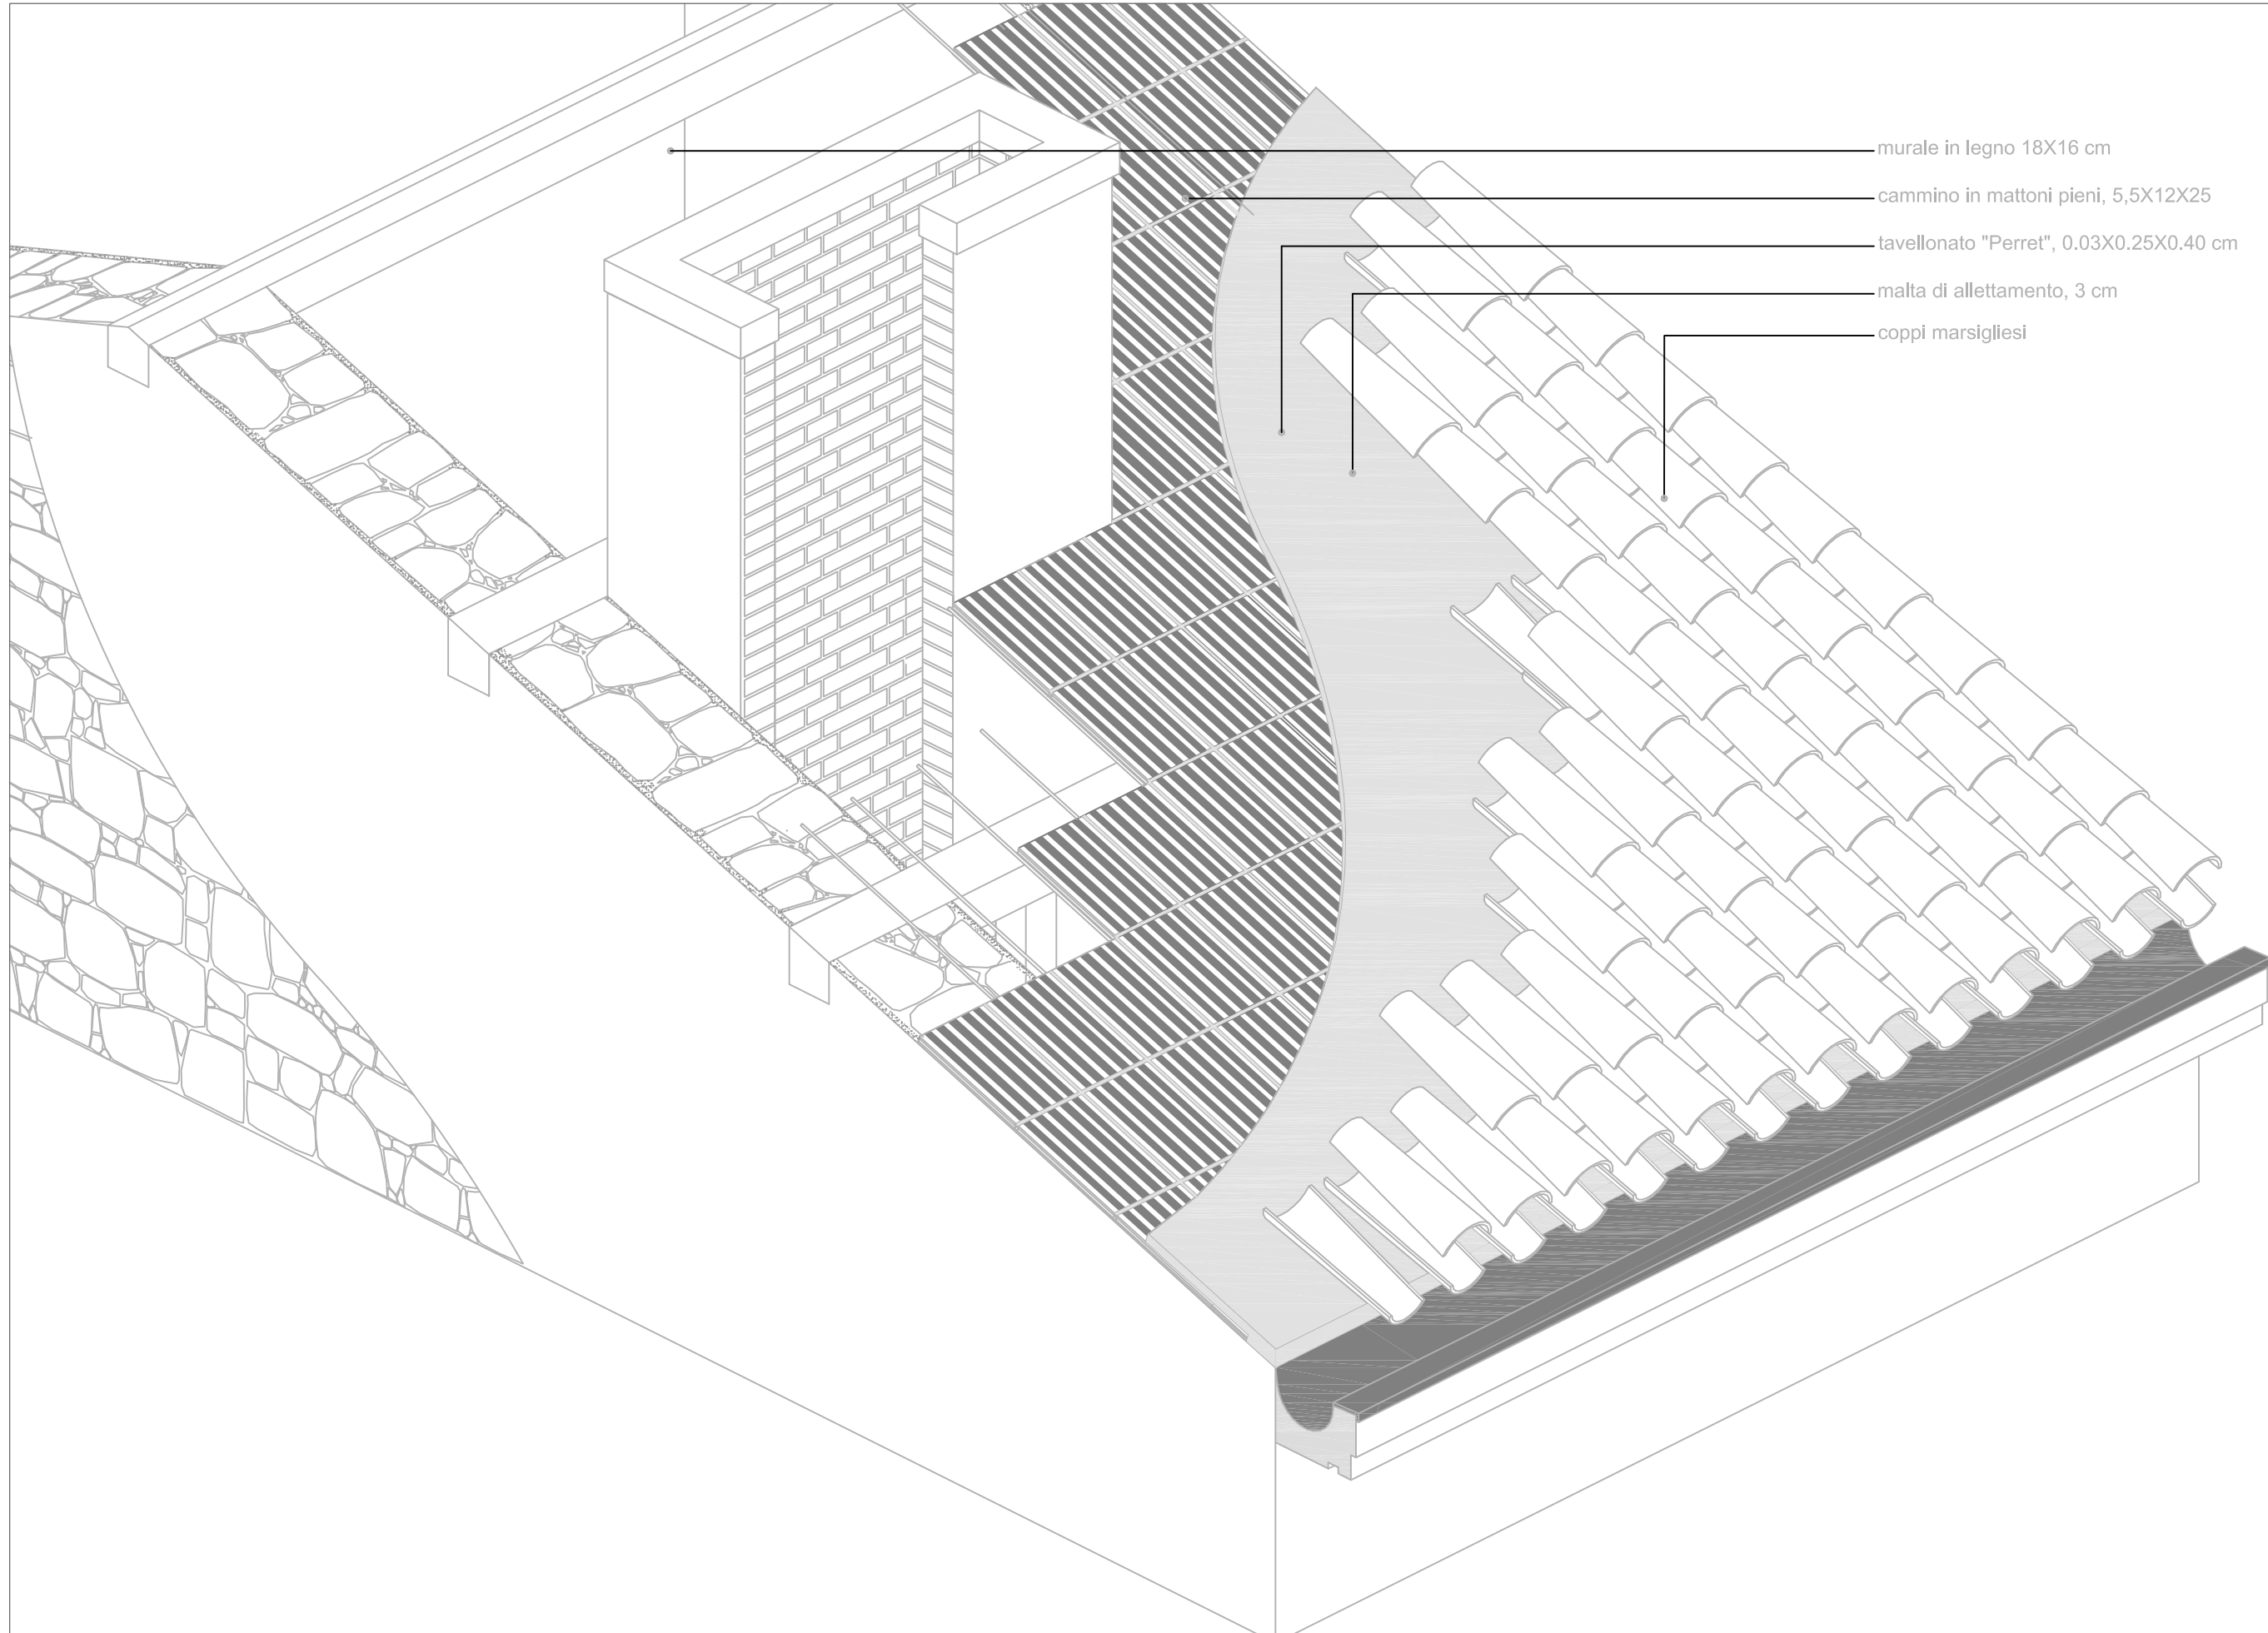 murale in legno 18X16 cm
cammino in mattoni pieni, 5,5X12X25
tavellonato "Perret", 0.03X0.25X0.40 cm
malta di allettamento, 3 cm
coppi marsigliesi